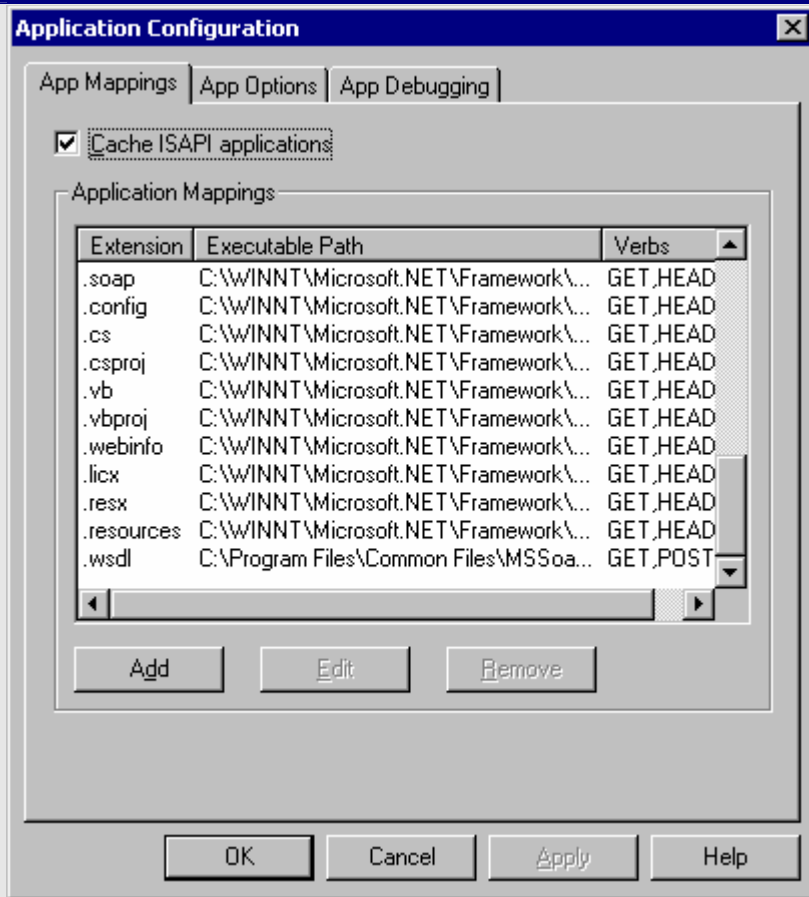 Application Configuration
App Mappings App Options App Debugging
Cache ISAPI applications
Application Mappings
Extension Executable Path Verbs
.soap C:\WINNT\Microsoft.NET\Framework\... GET,HEAD
.config C:\WINNT\Microsoft.NET\Framework\... GET,HEAD
.cs C:\WINNT\Microsoft.NET\Framework\... GET,HEAD
.csproj C:\WINNT\Microsoft.NET\Framework\... GET,HEAD
.vb C:\WINNT\Microsoft.NET\Framework\... GET,HEAD
.vbproj C:\WINNT\Microsoft.NET\Framework\... GET,HEAD
.webinfo C:\WINNT\Microsoft.NET\Framework\... GET,HEAD
.licx C:\WINNT\Microsoft.NET\Framework\... GET,HEAD
.resx C:\WINNT\Microsoft.NET\Framework\... GET,HEAD
.resources C:\WINNT\Microsoft.NET\Framework\... GET,HEAD
.wsdl C:\Program Files\Common Files\MSSoa... GET,POST
Add Edit Remove
OK Cancel Apply Help